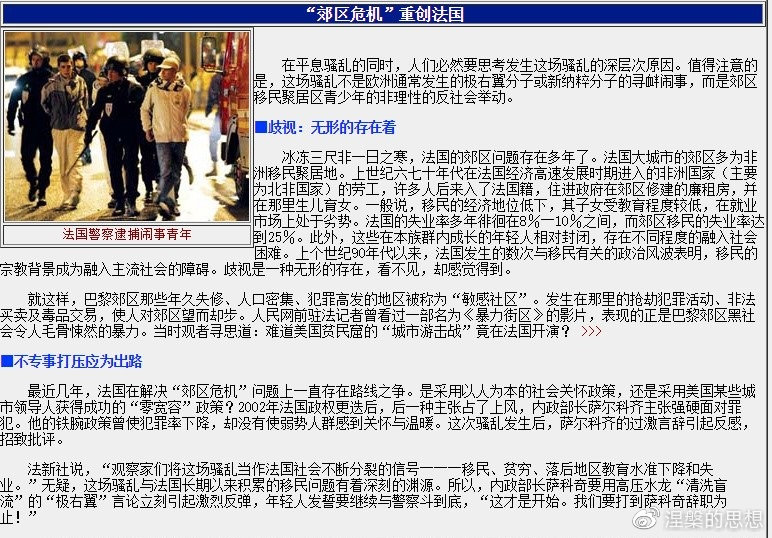 “郊区危机”重创法国
在平息骚乱的同时，人们必然要思考发生这场骚乱的深层次原因。值得注意的
是，这场骚乱不是欧洲通常发生的极右翼分子或新纳粹分子的寻衅闹事，而是郊区
移民聚居区青少年的非理性的反社会举动。
■歧视：无形的存在着
冰冻三尺非一日之寒，法国的郊区问题存在多年了。法国大城市的郊区多为非
洲移民聚居地。上世纪六七十年代在法国经济高速发展时期进入的非洲国家（主要
为北非国家）的劳工，许多人后来入了法国籍，住进政府在郊区修建的廉租房，并
在那里生儿育女。一般说，移民的经济地位低下，其子女受教育程度较低，在就业
市场上处于劣势。法国的失业率多年徘徊在8%—10%之间，而郊区移民的失业率达
到25%。此外，这些在本族群内成长的年轻人相对封闭，存在不同程度的融入社会
困难。上个世纪90年代以来，法国发生的数次与移民有关的政治风波表明，移民的
宗教背景成为融入主流社会的障碍。歧视是一种无形的存在，看不见，却感觉得到。
法国警察逮捕闹事青年
就这样，巴黎郊区那些年久失修、人口密集、犯罪高发的地区被称为“敏感社区”。发生在那里的抢劫犯罪活动、非法
买卖及毒品交易，使人对郊区望而却步。人民网前驻法记者曾看过一部名为《暴力街区》的影片，表现的正是巴黎郊区黑社
会令人毛骨悚然的暴力。当时观者寻思道：难道美国贫民窟的“城市游击战”竟在法国开演？ >>>
■不专事打压应为出路
最近几年，法国在解决“郊区危机”问题上一直存在路线之争。是采用以人为本的社会关怀政策，还是采用美国某些城
市领导人获得成功的“零宽容”政策？2002年法国政权更迭后，后一种主张占了上风，内政部长萨尔科齐主张强硬面对罪
犯。他的铁腕政策曾使犯罪率下降，却没有使弱势人群感到关怀与温暖。这次骚乱发生后，萨尔科齐的过激言辞引起反感，
招致批评。
法新社说，“观察家们将这场骚乱当作法国社会不断分裂的信号———移民、贫穷、落后地区教育水准下降和失
业。”无疑，这场骚乱与法国长期以来积累的移民问题有着深刻的渊源。所以，内政部长萨科奇要用高压水龙“清洗盲
流”的“极右翼”言论立刻引起激烈反弹，年轻人发誓要继续与警察斗到底，“这才是开始。我们要打到萨科奇辞职为
止！”
涅槃的思想